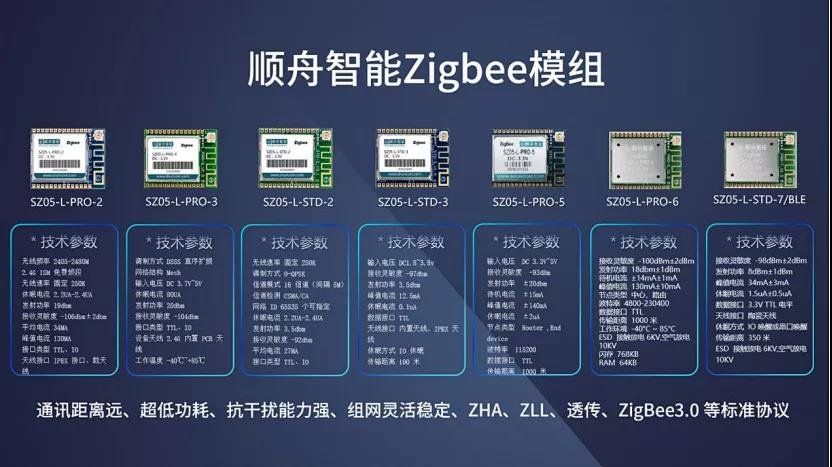 顺舟智能Zigbee模组
SZ05-L-PRO-2
SZ05-L-PRO-3
SZ05-L-STD-2
SZ05-L-STD-3
SZ05-L-PRO-5
SZ05-L-PRO-6
SZ05-L-STD-7/BLE
* 技术参数
无线频率 2405-2480M
2.4G ISM 免费频段
无线速率 固定 250K
休眠电流 2.2UA-2.4UA
发射功率 19dbm
接收灵敏度 -106dBm ±2dBm
平均电流 34MA
峰值电流 130MA
接口类型 TTL、IO
天线接口 IPEX 接口、数天
线
* 技术参数
调制方式 DSSS 直序扩频
网络结构 Mesh
输入电压 DC 3.7V~5V
休眠电流 80UA
发射功率 20dbm
接收灵敏度 -104dBm
接口类型 TTL、IO
设备天线 2.4G 内置 PCB 天
线
工作温度 -40℃~+85℃
* 技术参数
无线速率 固定 250K
调制方式 O-QPSK
信道模式 16 信道（间隔 5M）
信道检测 CSMA/CA
网络 ID 65535 个可指定
休眠电流 2.2UA-2.4UA
发射功率 3.5dbm
接收灵敏度 -92dbm
平均电流 27MA
接口类型 TTL、IO
* 技术参数
输入电压 DC1.8~3.8v
接收灵敏度 -97dbm
发射功率 3.5dbm
峰值电流 12.5mA
休眠电流 0.1uA
数据接口 TTL
天线接口 内置天线、IPEX 天
线
休眠方式 IO 休眠
传输距离 100 米
* 技术参数
输入电压 DC 3.3V~5V
接收灵敏度 -93dBm
发射功率 ±20dbm
待机电流 ±15mA
峰值电流 ±140mA
休眠电流 ±2uA
节点类型 Router ,End
device
波特率 115200
数据接口 TTL
传输距离 1000 米
* 技术参数
接收灵敏度 -100dBm±2dBm
发射功率 18dbm±1dBm
待机电流 ±14mA±1mA
峰值电流 130mA±10mA
节点类型 中心、路由
数据接口 TTL
传输距离 1000 米
工作环境 -40℃ ~ 85℃
ESD 接触放电 6KV,空气放电
10KV
闪存 768KB
RAM 64KB
* 技术参数
接收灵敏度 -98dBm±2dBm
发射功率 8dbm±1dBm
峰值电流 34mA±3mA
休眠电流 1.5uA±0.5uA
波特率 4800-230400
数据接口 3.3V TTL 电平
天线接口 陶瓷天线
休眠方式 IO 唤醒或串口唤醒
传输距离 350 米
ESD 接触放电 6KV,空气放电
10KV
通讯距离远、超低功耗、抗干扰能力强、组网灵活稳定、ZHA、ZLL、透传、ZigBee3.0 等标准协议